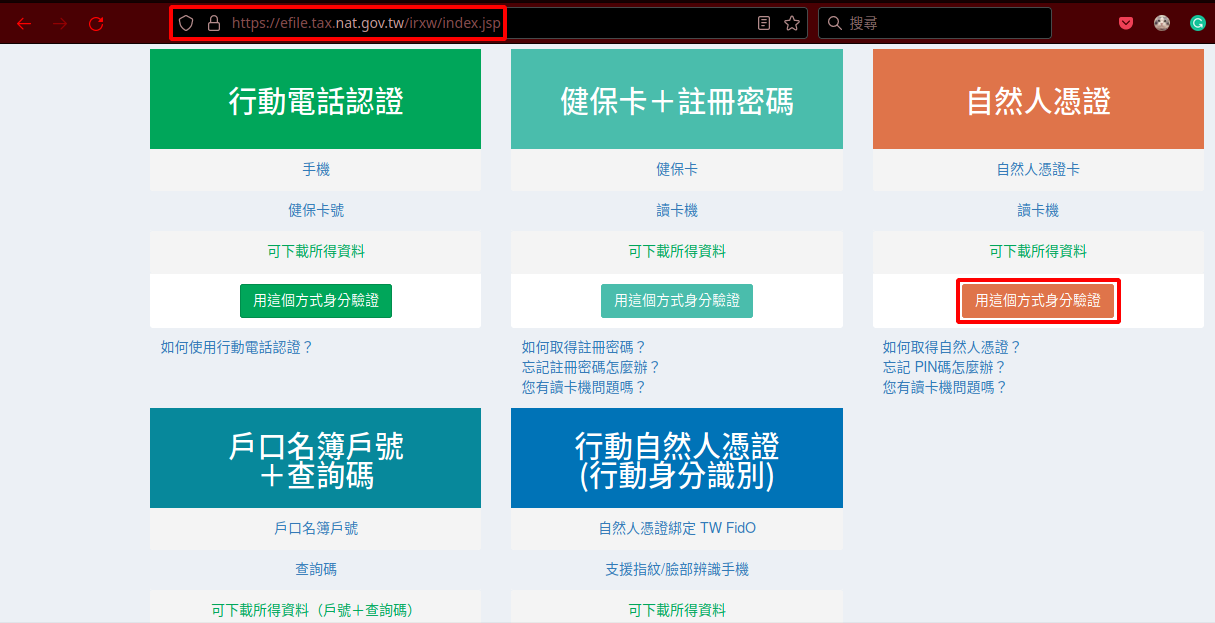 https://efile.tax.nat.gov.tw/irxw/index.jsp
搜尋
行動電話認證
手機
健保卡號
可下載所得資料
用這個方式身分驗證
如何使用行動電話認證？
健保卡＋註冊密碼
健保卡
讀卡機
可下載所得資料
用這個方式身分驗證
如何取得註冊密碼？
忘記註冊密碼怎麼辦？
您有讀卡機問題嗎？
自然人憑證
自然人憑證卡
讀卡機
可下載所得資料
用這個方式身分驗證
如何取得自然人憑證？
忘記 PIN碼怎麼辦？
您有讀卡機問題嗎？
戶口名簿戶號
＋查詢碼
戶口名簿戶號
查詢碼
可下載所得資料（戶號＋查詢碼）
行動自然人憑證
(行動身分識別)
自然人憑證綁定 TW FidO
支援指紋/臉部辨識手機
可下載所得資料